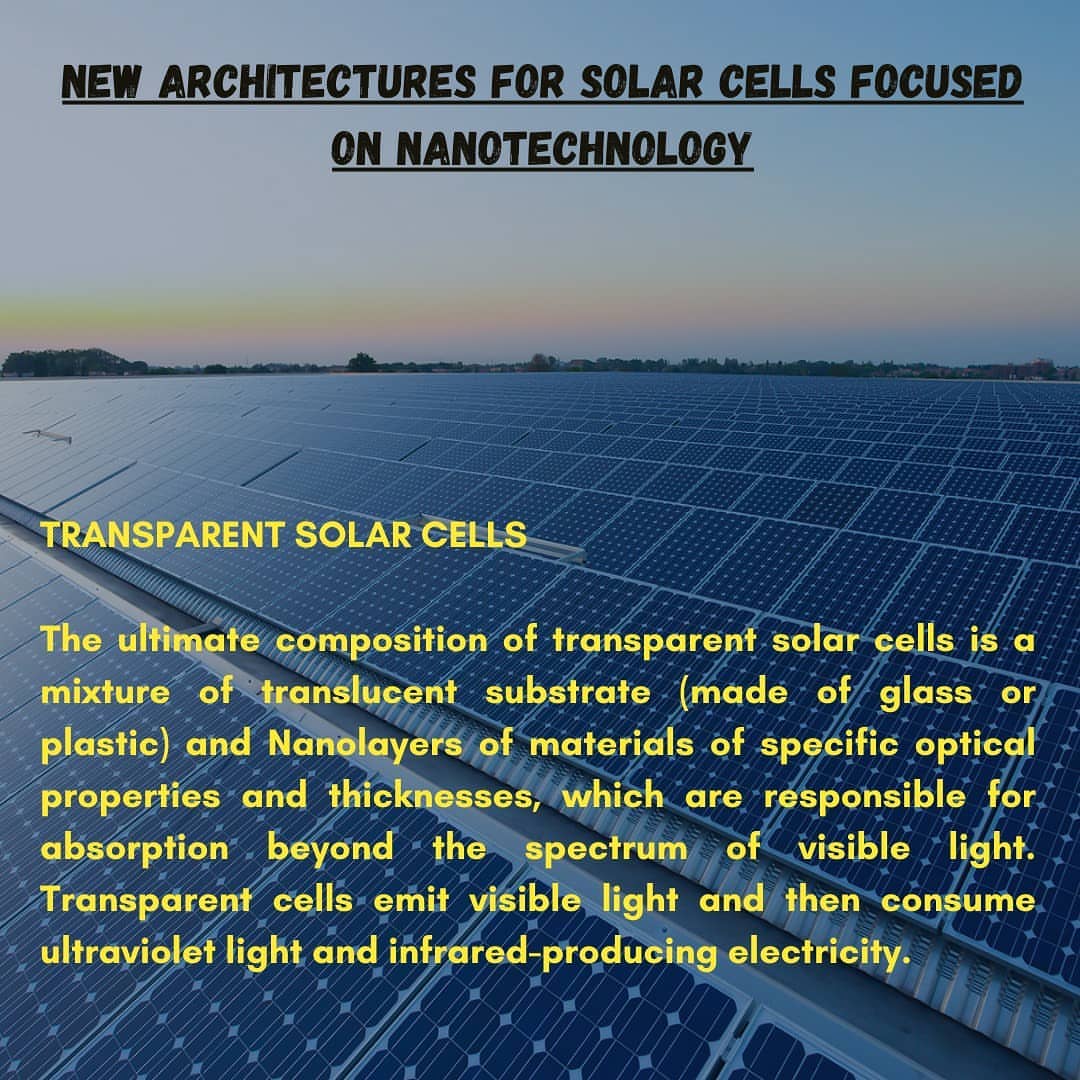 NEW ARCHITECTURES FOR SOLAR CELLS FOCUSED
ON NANOTECHNOLOGY
TRANSPARENT SOLAR CELLS
The ultimate composition of transparent solar cells is a
mixture of translucent substrate (made of glass or
plastic) and Nanolayers of materials of specific optical
properties and thicknesses, which are responsible for
absorption beyond the spectrum of visible light.
Transparent cells emit visible light and then consume
ultraviolet light and infrared-producing electricity.